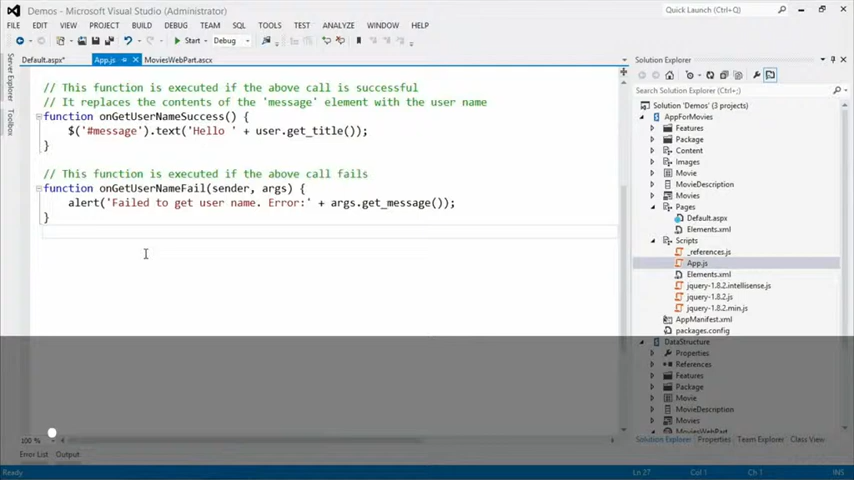 Demos - Microsoft Visual Studio (Administrator)
Quick Launch (Ctrl+Q)
FILE EDIT VIEW PROJECT BUILD DEBUG TEAM SQL TOOLS TEST ANALYZE WINDOW HELP
Start Debug
Default.aspx* App.js MoviesWebPart.ascx
Server Explorer
Toolbox
// This function is executed if the above call is successful
// It replaces the contents of the 'message' element with the user name
function onGetUserNameSuccess() {
$('#message').text('Hello ' + user.get_title());
}
// This function is executed if the above call fails
function onGetUserNameFail(sender, args) {
alert('Failed to get user name. Error:' + args.get_message());
}
100 %
Error List Output
Solution Explorer
Search Solution Explorer (Ctrl+;)
Solution 'Demos' (3 projects)
AppForMovies
Features
Package
Content
Images
Movie
MovieDescription
Movies
Pages
Default.aspx
Elements.xml
Scripts
_references.js
App.js
Elements.xml
jquery-1.8.2.intellisense.js
jquery-1.8.2.js
jquery-1.8.2.min.js
AppManifest.xml
packages.config
DataStructure
Properties
References
Features
Package
Movie
MovieDescription
Movies
MoviesWebPart
Solution Explorer Properties Team Explorer Class View
Ready Ln 27 Col 1 Ch 1 INS